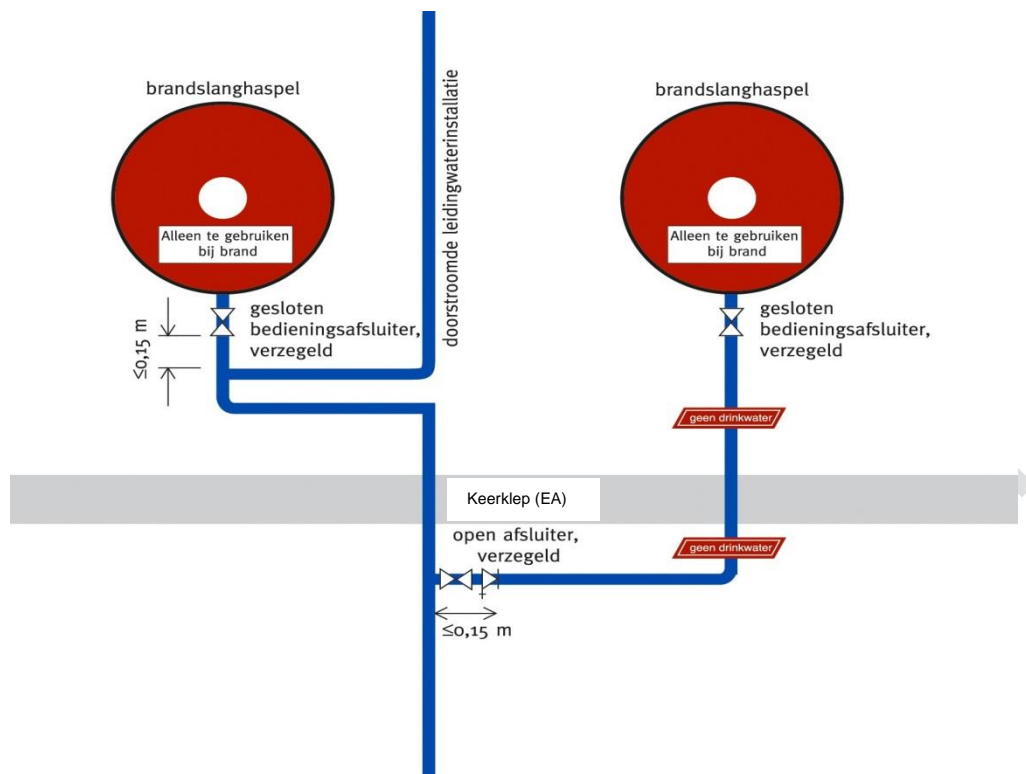 brandslanghaspel
brandslanghaspel
doorstroomde leidingwaterinstallatie
Alleen te gebruiken
bij brand
Alleen te gebruiken
bij brand
gesloten
bedieningsafsluiter,
verzegeld
≤0,15 m
gesloten
bedieningsafsluiter,
verzegeld
geen drinkwater
Keerklep (EA)
open afsluiter,
verzegeld
geen drinkwater
≤0,15 m